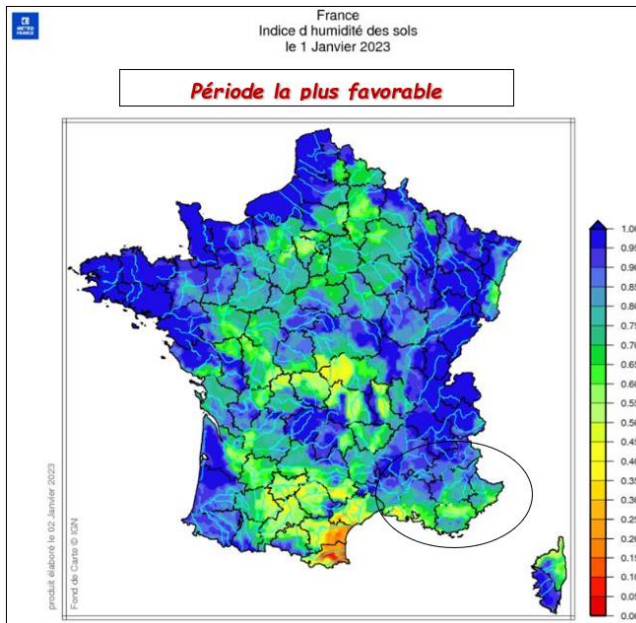 METEO
FRANCE
France
Indice d humidité des sols
le 1 Janvier 2023
Période la plus favorable
produit élaboré le 02 Janvier 2023
Fond de Carte © IGN
1.00
0.95
0.90
0.85
0.80
0.75
0.70
0.65
0.60
0.55
0.50
0.45
0.40
0.35
0.30
0.25
0.20
0.15
0.10
0.05
0.00